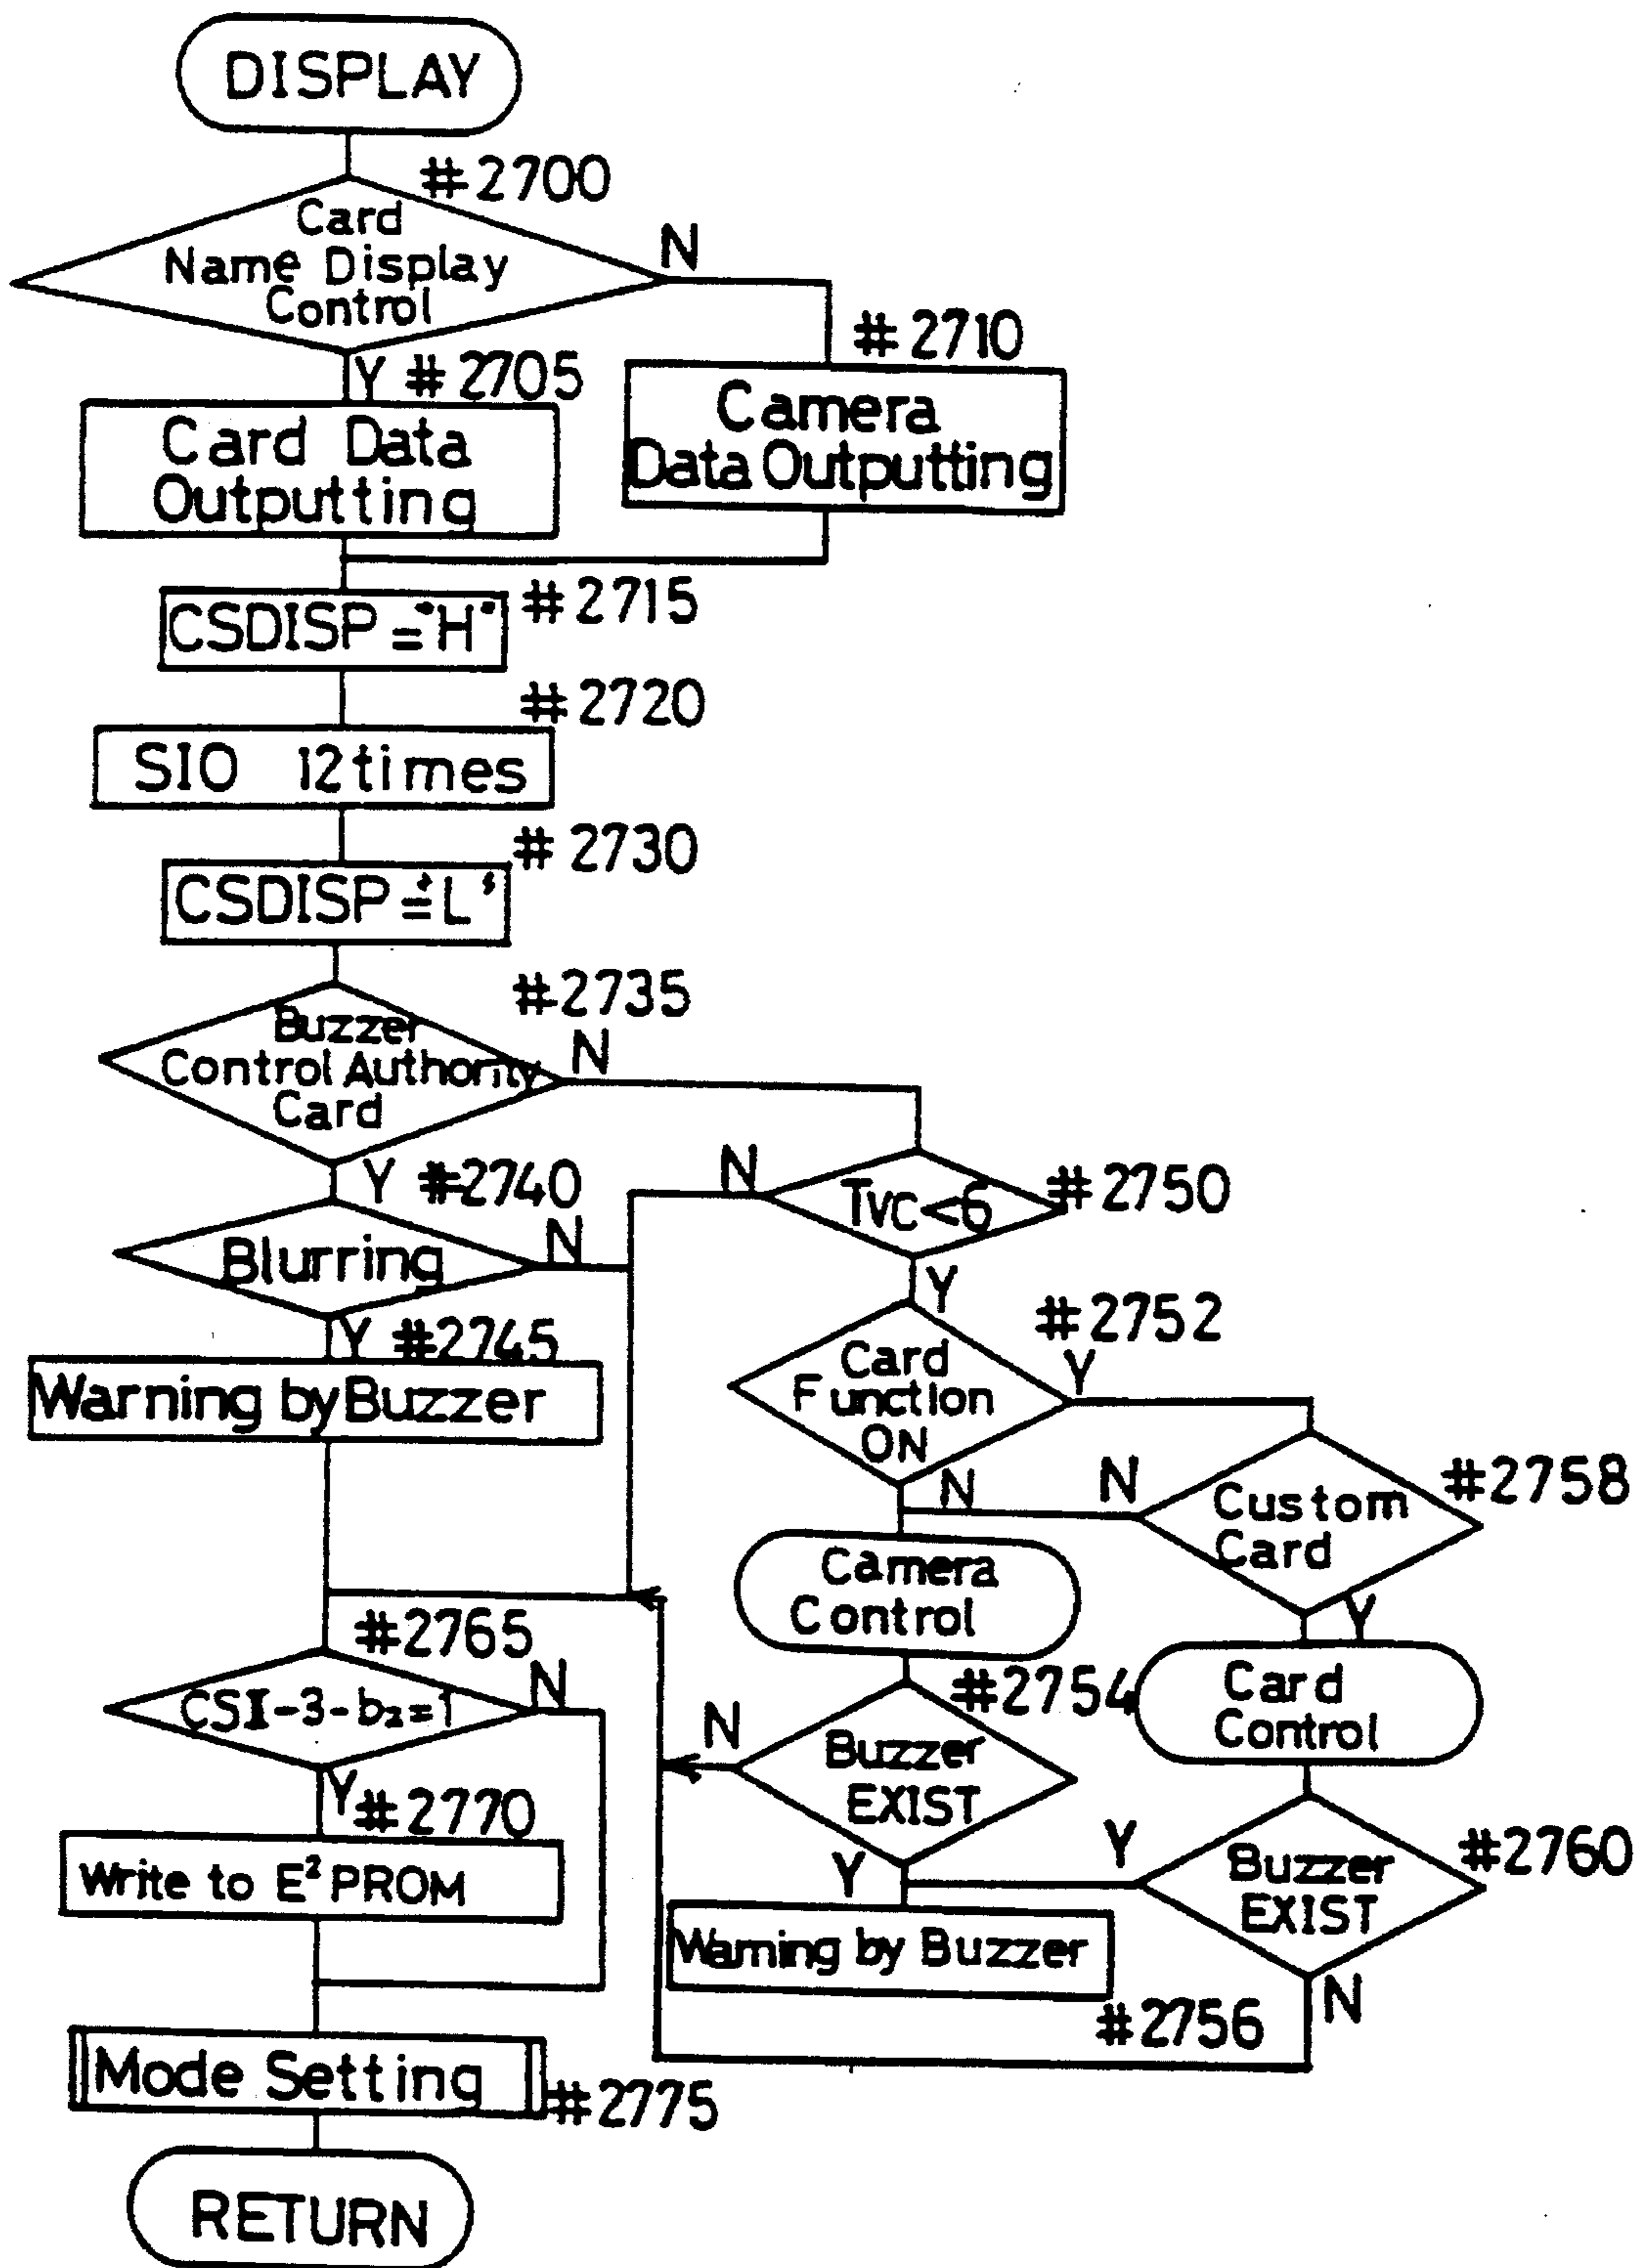 DISPLAY
#2700
Card
Name Display
Control
N
Y #2705
#2710
Card Data
Outputting
Camera
Data Outputting
CSDISP="H"
#2715
#2720
SIO 12times
#2730
CSDISP="L"
#2735
Buzzer
Control Authority
Card
N
Y #2740
N
Tvc<6
#2750
Blurring
N
Y
Y #2745
#2752
Warning by Buzzer
Card
Function
ON
Y
N
N
Custom
Card
#2758
Camera
Control
Y
#2765
CSI-3-b2=1
N
#2754
Card
Control
N
Buzzer
EXIST
Y #2770
Write to E²PROM
Y
Y
Buzzer
EXIST
#2760
Warning by Buzzer
N
#2756
Mode Setting
#2775
RETURN